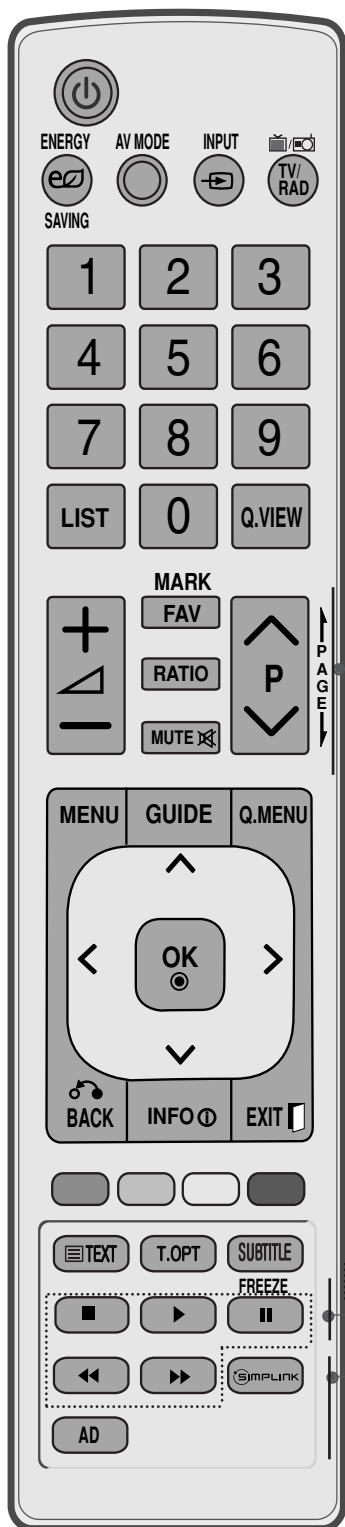 ENERGY AV MODE INPUT
TV/
RAD
SAVING
1 2 3
4 5 6
7 8 9
LIST 0 Q.VIEW
MARK
FAV
RATIO
P
MUTE
PAGE
MENU GUIDE Q.MENU
OK
BACK INFO EXIT
TEXT T.OPT SUBTITLE
FREEZE
SIMPLINK
AD